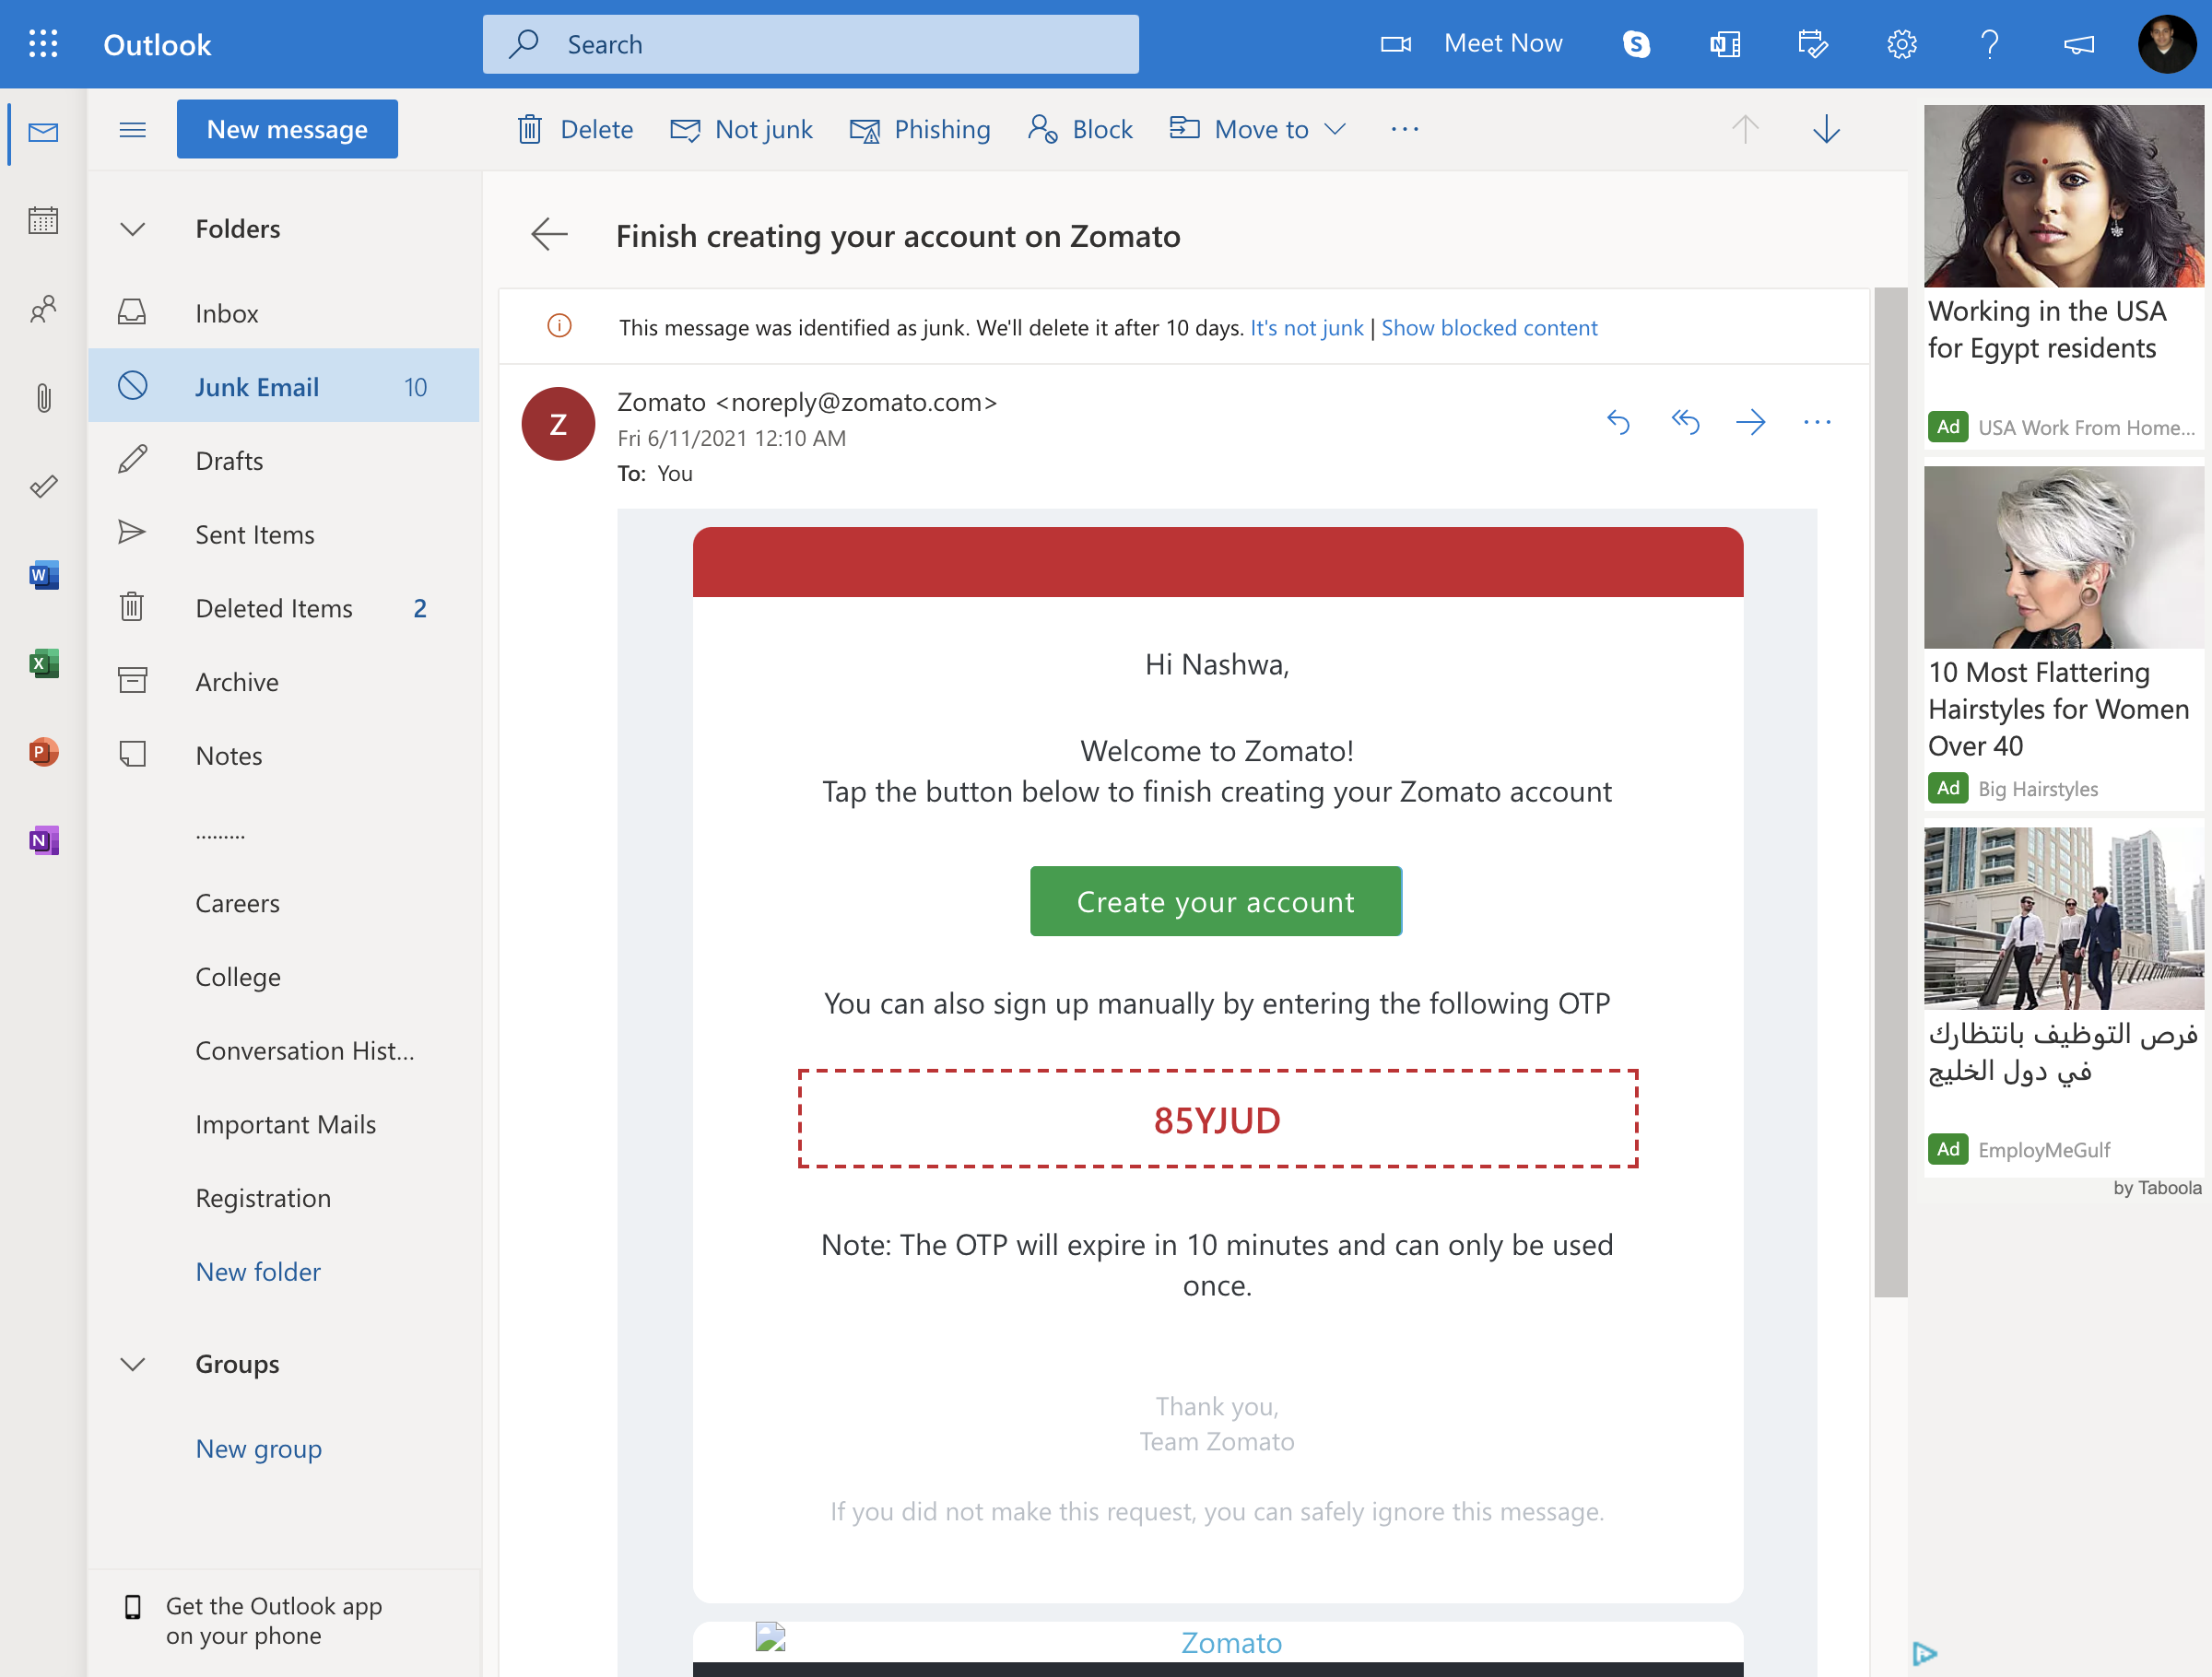 Outlook
Search
Meet Now
New message
Delete
Not junk
Phishing
Block
Move to
Folders
Inbox
Junk Email 10
Drafts
Sent Items
Deleted Items 2
Archive
Notes
.........
Careers
College
Conversation Hist...
Important Mails
Registration
New folder
Groups
New group
Get the Outlook app
on your phone
Finish creating your account on Zomato
This message was identified as junk. We'll delete it after 10 days. It's not junk | Show blocked content
Z
Zomato <noreply@zomato.com>
Fri 6/11/2021 12:10 AM
To: You
Hi Nashwa,
Welcome to Zomato!
Tap the button below to finish creating your Zomato account
Create your account
You can also sign up manually by entering the following OTP
85YJUD
Note: The OTP will expire in 10 minutes and can only be used
once.
Thank you,
Team Zomato
If you did not make this request, you can safely ignore this message.
Zomato
Working in the USA
for Egypt residents
Ad USA Work From Home...
10 Most Flattering
Hairstyles for Women
Over 40
Ad Big Hairstyles
فرص التوظيف بانتظارك
في دول الخليج
Ad EmployMeGulf
by Taboola